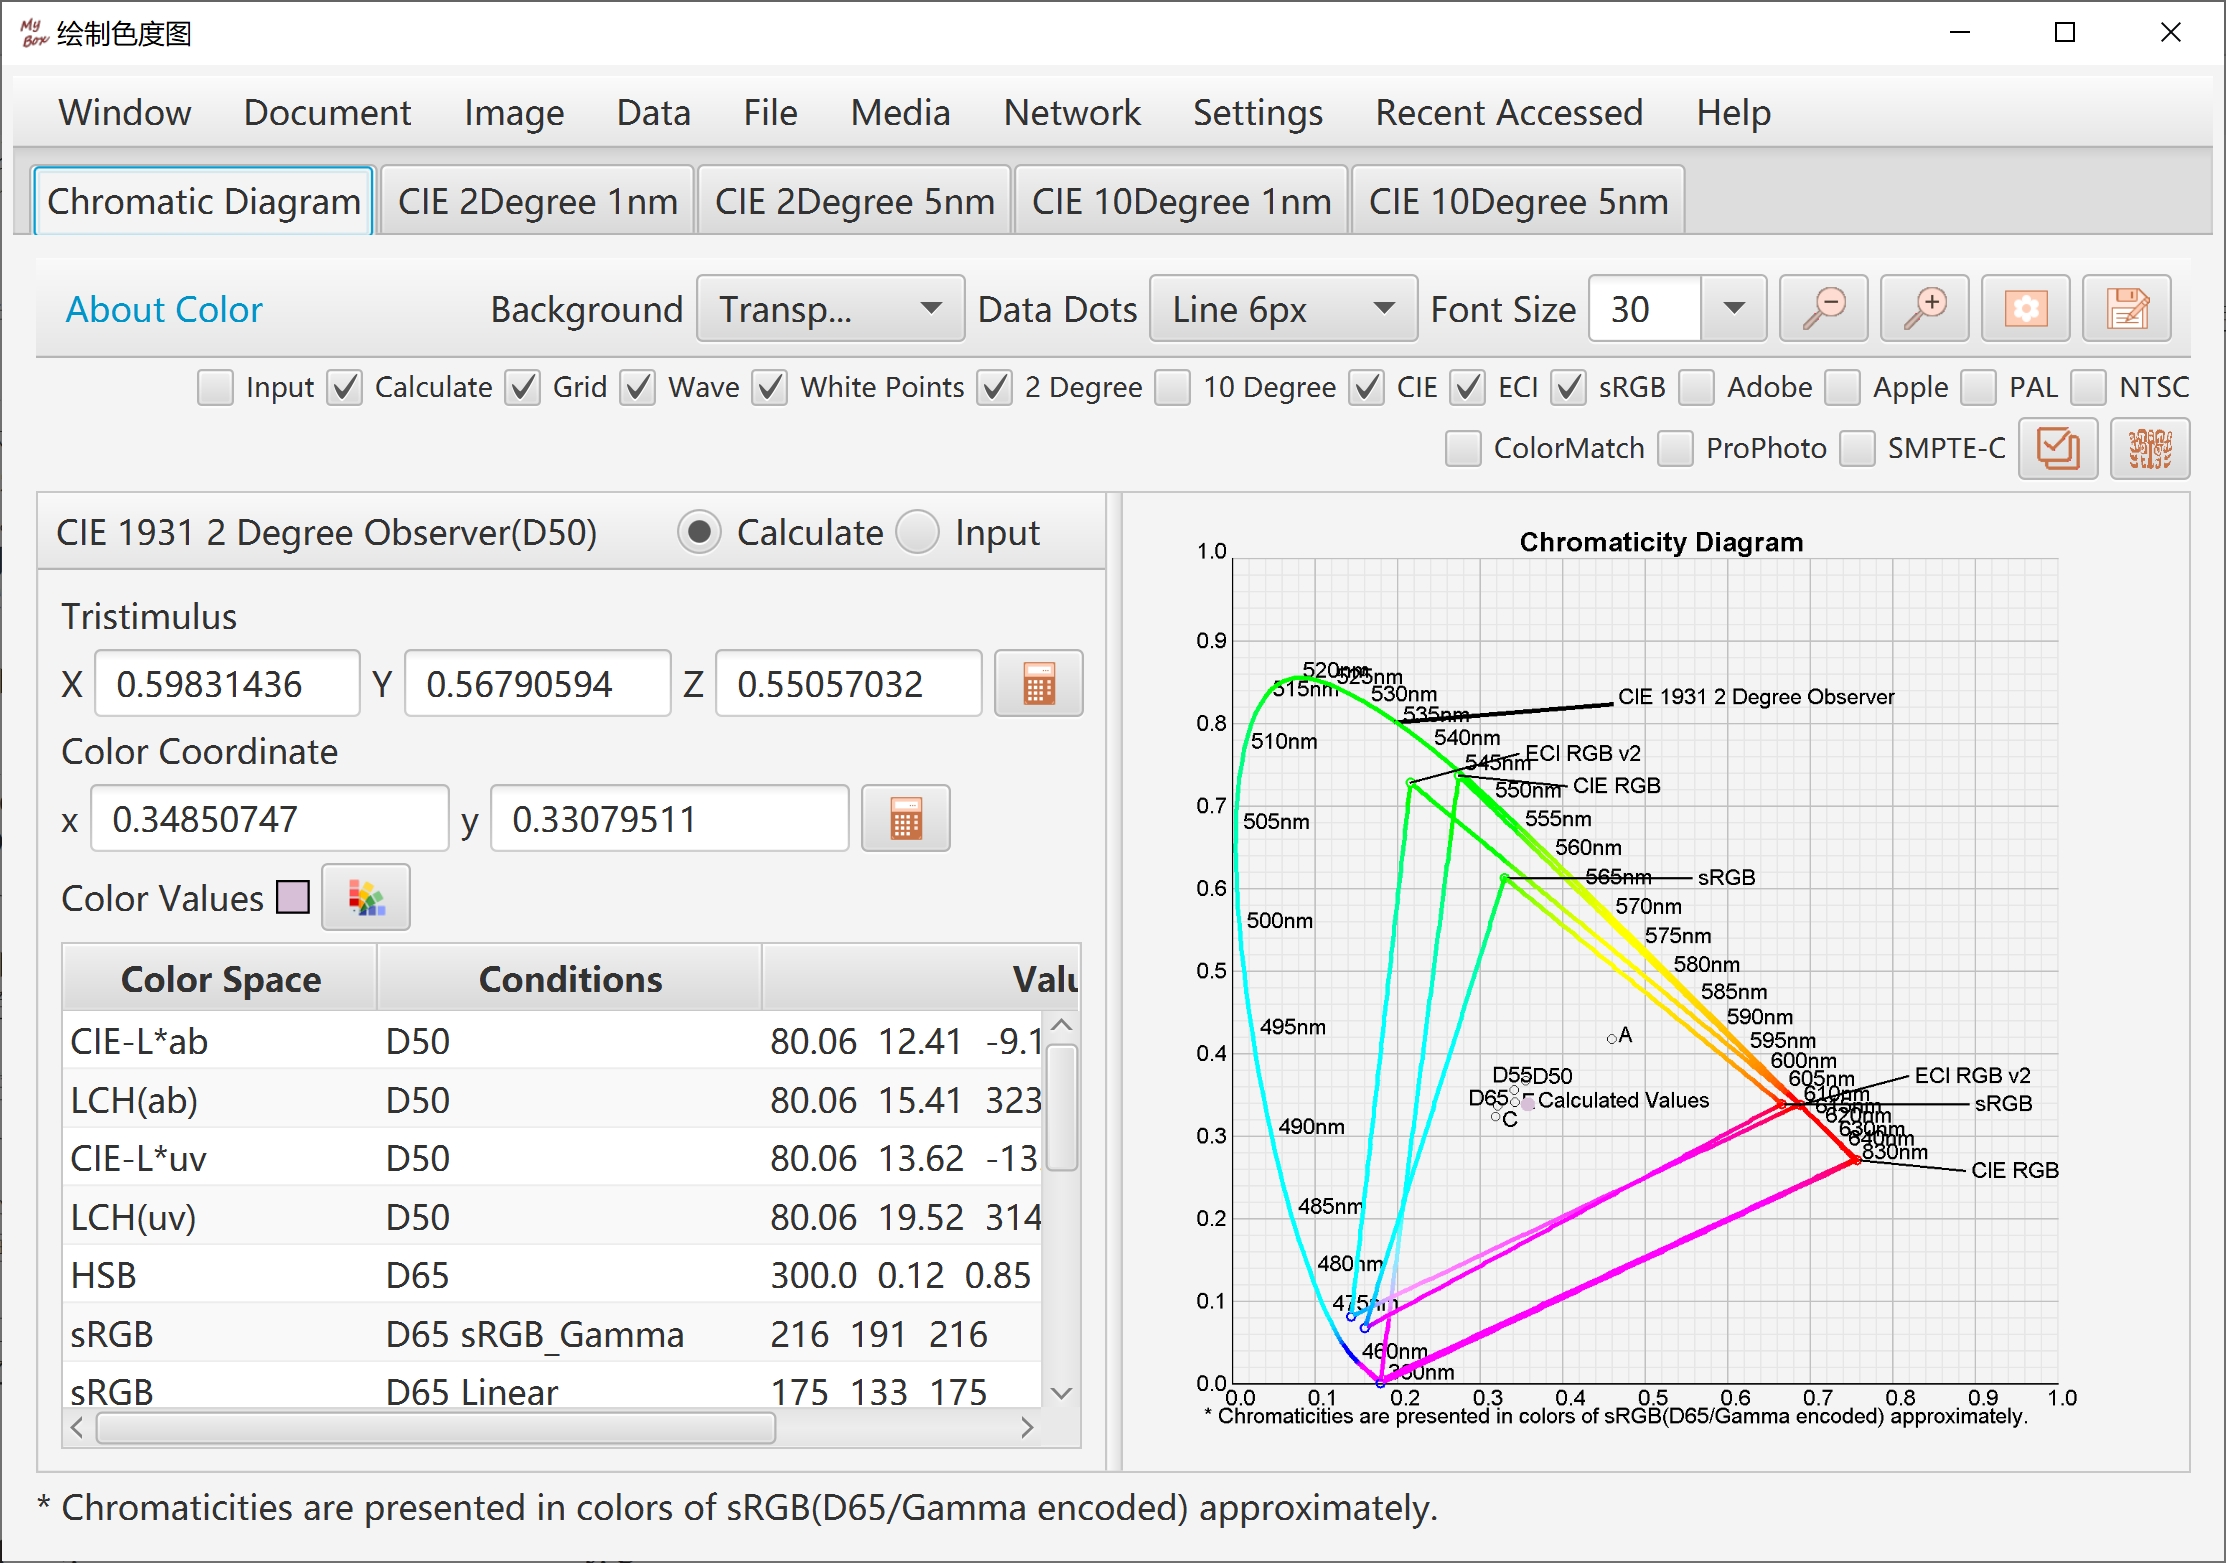 My Box 绘制色度图
Window Document Image Data File Media Network Settings Recent Accessed Help
Chromatic Diagram CIE 2Degree 1nm CIE 2Degree 5nm CIE 10Degree 1nm CIE 10Degree 5nm
About Color Background Transp... Data Dots Line 6px Font Size 30
Input Calculate Grid Wave White Points 2 Degree 10 Degree CIE ECI sRGB Adobe Apple PAL NTSC
ColorMatch ProPhoto SMPTE-C
CIE 1931 2 Degree Observer(D50) Calculate Input
Tristimulus
X 0.59831436 Y 0.56790594 Z 0.55057032
Color Coordinate
x 0.34850747 y 0.33079511
Color Values
Color Space Conditions Valu
CIE-L*ab D50 80.06 12.41 -9.1
LCH(ab) D50 80.06 15.41 323
CIE-L*uv D50 80.06 13.62 -13.
LCH(uv) D50 80.06 19.52 314
HSB D65 300.0 0.12 0.85
sRGB D65 sRGB_Gamma 216 191 216
sRGB D65 Linear 175 133 175
Chromaticity Diagram
1.0
0.9
520nm
525nm
515nm
530nm
CIE 1931 2 Degree Observer
535nm
0.8
540nm
510nm
ECI RGB v2
545nm
CIE RGB
550nm
0.7
555nm
505nm
560nm
565nm sRGB
0.6
570nm
500nm
575nm
580nm
0.5
585nm
590nm
495nm
A
595nm
0.4
600nm
D55 D50
605nm
ECI RGB v2
610nm
D65 E Calculated Values
615nm
sRGB
C
620nm
490nm
630nm
0.3
640nm
830nm
CIE RGB
485nm
0.2
480nm
0.1
475nm
460nm
380nm
0.0
0.0 0.1 0.2 0.3 0.4 0.5 0.6 0.7 0.8 0.9 1.0
* Chromaticities are presented in colors of sRGB(D65/Gamma encoded) approximately.
* Chromaticities are presented in colors of sRGB(D65/Gamma encoded) approximately.